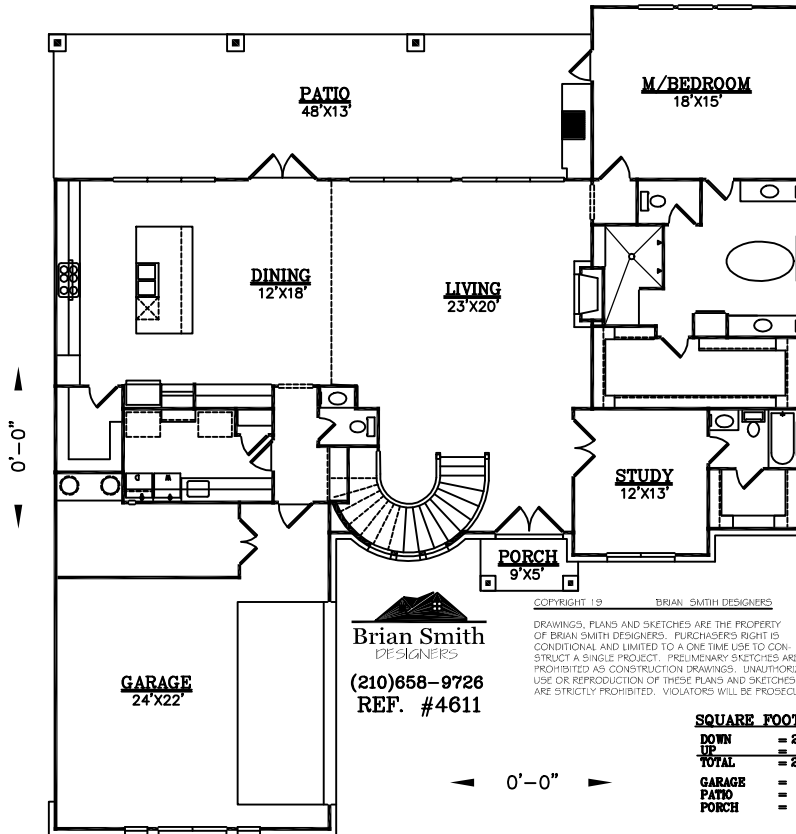 M/BEDROOM
18'X15'
PATIO
48'X13'
DINING
12'X18'
LIVING
23'X20'
0'-0"
D
W
STUDY
12'X13'
PORCH
9'X5'
COPYRIGHT 19 BRIAN SMITH DESIGNERS
DRAWINGS, PLANS AND SKETCHES ARE THE PROPERTY
OF BRIAN SMITH DESIGNERS. PURCHASERS RIGHT IS
CONDITIONAL AND LIMITED TO A ONE TIME USE TO CON-
STRUCT A SINGLE PROJECT. PRELIMENARY SKETCHES ARE
PROHIBITED AS CONSTRUCTION DRAWINGS. UNAUTHORIZ
USE OR REPRODUCTION OF THESE PLANS AND SKETCHES
ARE STRICTLY PROHIBITED. VIOLATORS WILL BE PROSECU
Brian Smith
DESIGNERS
(210)658-9726
REF. #4611
GARAGE
24'X22'
SQUARE FOOT
DOWN = 2
UP =
TOTAL = 2
GARAGE =
PATIO =
PORCH =
0'-0"